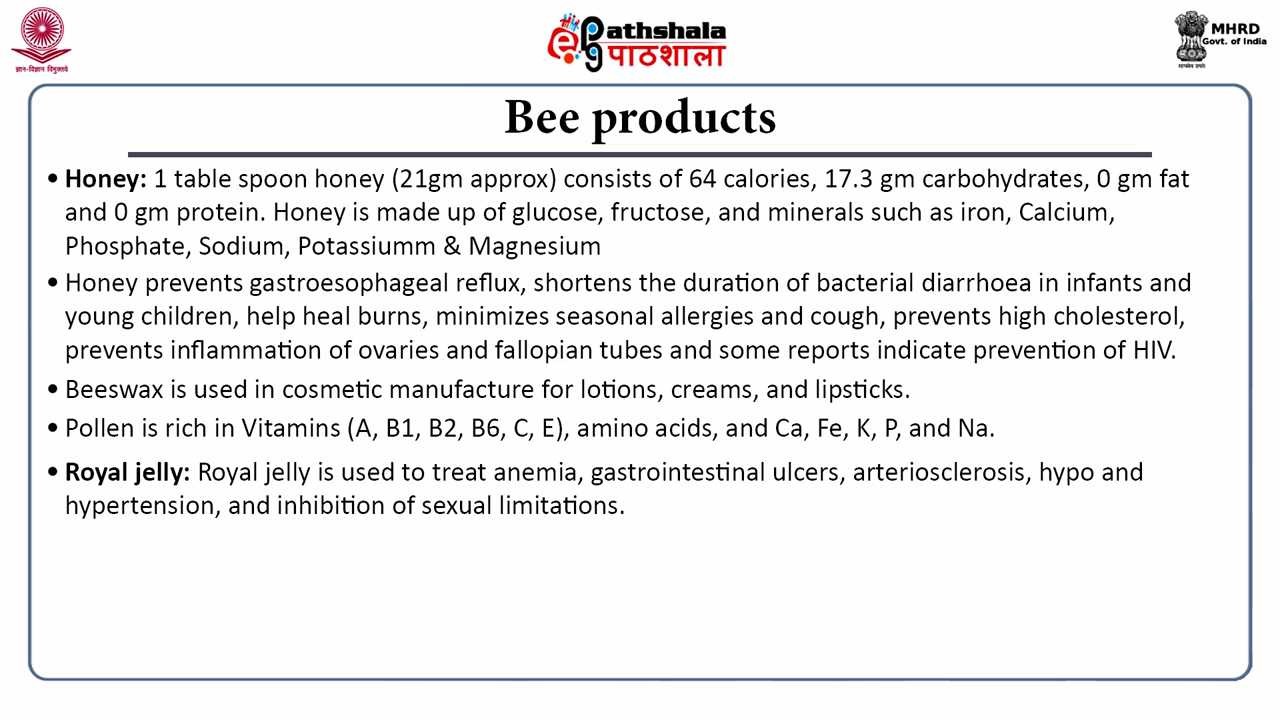 ज्ञान-विज्ञान विमुक्तये
ePG Pathshala
पाठशाला
MHRD
Govt. of India
सत्यमेव जयते
Bee products
• Honey: 1 table spoon honey (21gm approx) consists of 64 calories, 17.3 gm carbohydrates, 0 gm fat
and 0 gm protein. Honey is made up of glucose, fructose, and minerals such as iron, Calcium,
Phosphate, Sodium, Potassiumm & Magnesium
• Honey prevents gastroesophageal reflux, shortens the duration of bacterial diarrhoea in infants and
young children, help heal burns, minimizes seasonal allergies and cough, prevents high cholesterol,
prevents inflammation of ovaries and fallopian tubes and some reports indicate prevention of HIV.
• Beeswax is used in cosmetic manufacture for lotions, creams, and lipsticks.
• Pollen is rich in Vitamins (A, B1, B2, B6, C, E), amino acids, and Ca, Fe, K, P, and Na.
• Royal jelly: Royal jelly is used to treat anemia, gastrointestinal ulcers, arteriosclerosis, hypo and
hypertension, and inhibition of sexual limitations.